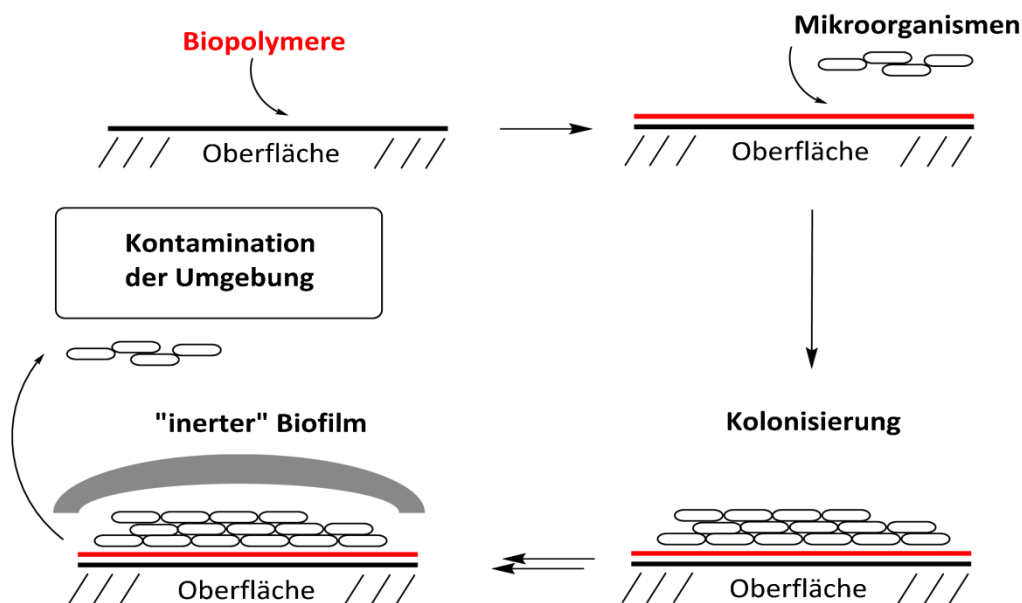 Biopolymere
Oberfläche
Mikroorganismen
Oberfläche
Kontamination
der Umgebung
"inerter" Biofilm
Oberfläche
Kolonisierung
Oberfläche